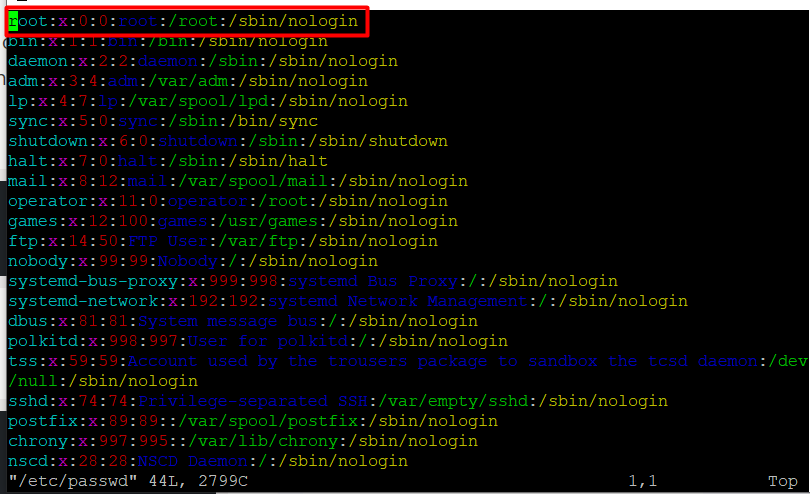 root:x:0:0:root:/root:/sbin/nologin
bin:x:1:1:bin:/bin:/sbin/nologin
daemon:x:2:2:daemon:/sbin:/sbin/nologin
adm:x:3:4:adm:/var/adm:/sbin/nologin
lp:x:4:7:lp:/var/spool/lpd:/sbin/nologin
sync:x:5:0:sync:/sbin:/bin/sync
shutdown:x:6:0:shutdown:/sbin:/sbin/shutdown
halt:x:7:0:halt:/sbin:/sbin/halt
mail:x:8:12:mail:/var/spool/mail:/sbin/nologin
operator:x:11:0:operator:/root:/sbin/nologin
games:x:12:100:games:/usr/games:/sbin/nologin
ftp:x:14:50:FTP User:/var/ftp:/sbin/nologin
nobody:x:99:99:Nobody:/:/sbin/nologin
systemd-bus-proxy:x:999:998:systemd Bus Proxy:/:/sbin/nologin
systemd-network:x:192:192:systemd Network Management:/:/sbin/nologin
dbus:x:81:81:System message bus:/:/sbin/nologin
polkitd:x:998:997:User for polkitd:/:/sbin/nologin
tss:x:59:59:Account used by the trousers package to sandbox the tcsd daemon:/dev
/null:/sbin/nologin
sshd:x:74:74:Privilege-separated SSH:/var/empty/sshd:/sbin/nologin
postfix:x:89:89::/var/spool/postfix:/sbin/nologin
chrony:x:997:995::/var/lib/chrony:/sbin/nologin
nscd:x:28:28:NSCD Daemon:/:/sbin/nologin
"/etc/passwd" 44L, 2799C 1,1 Top